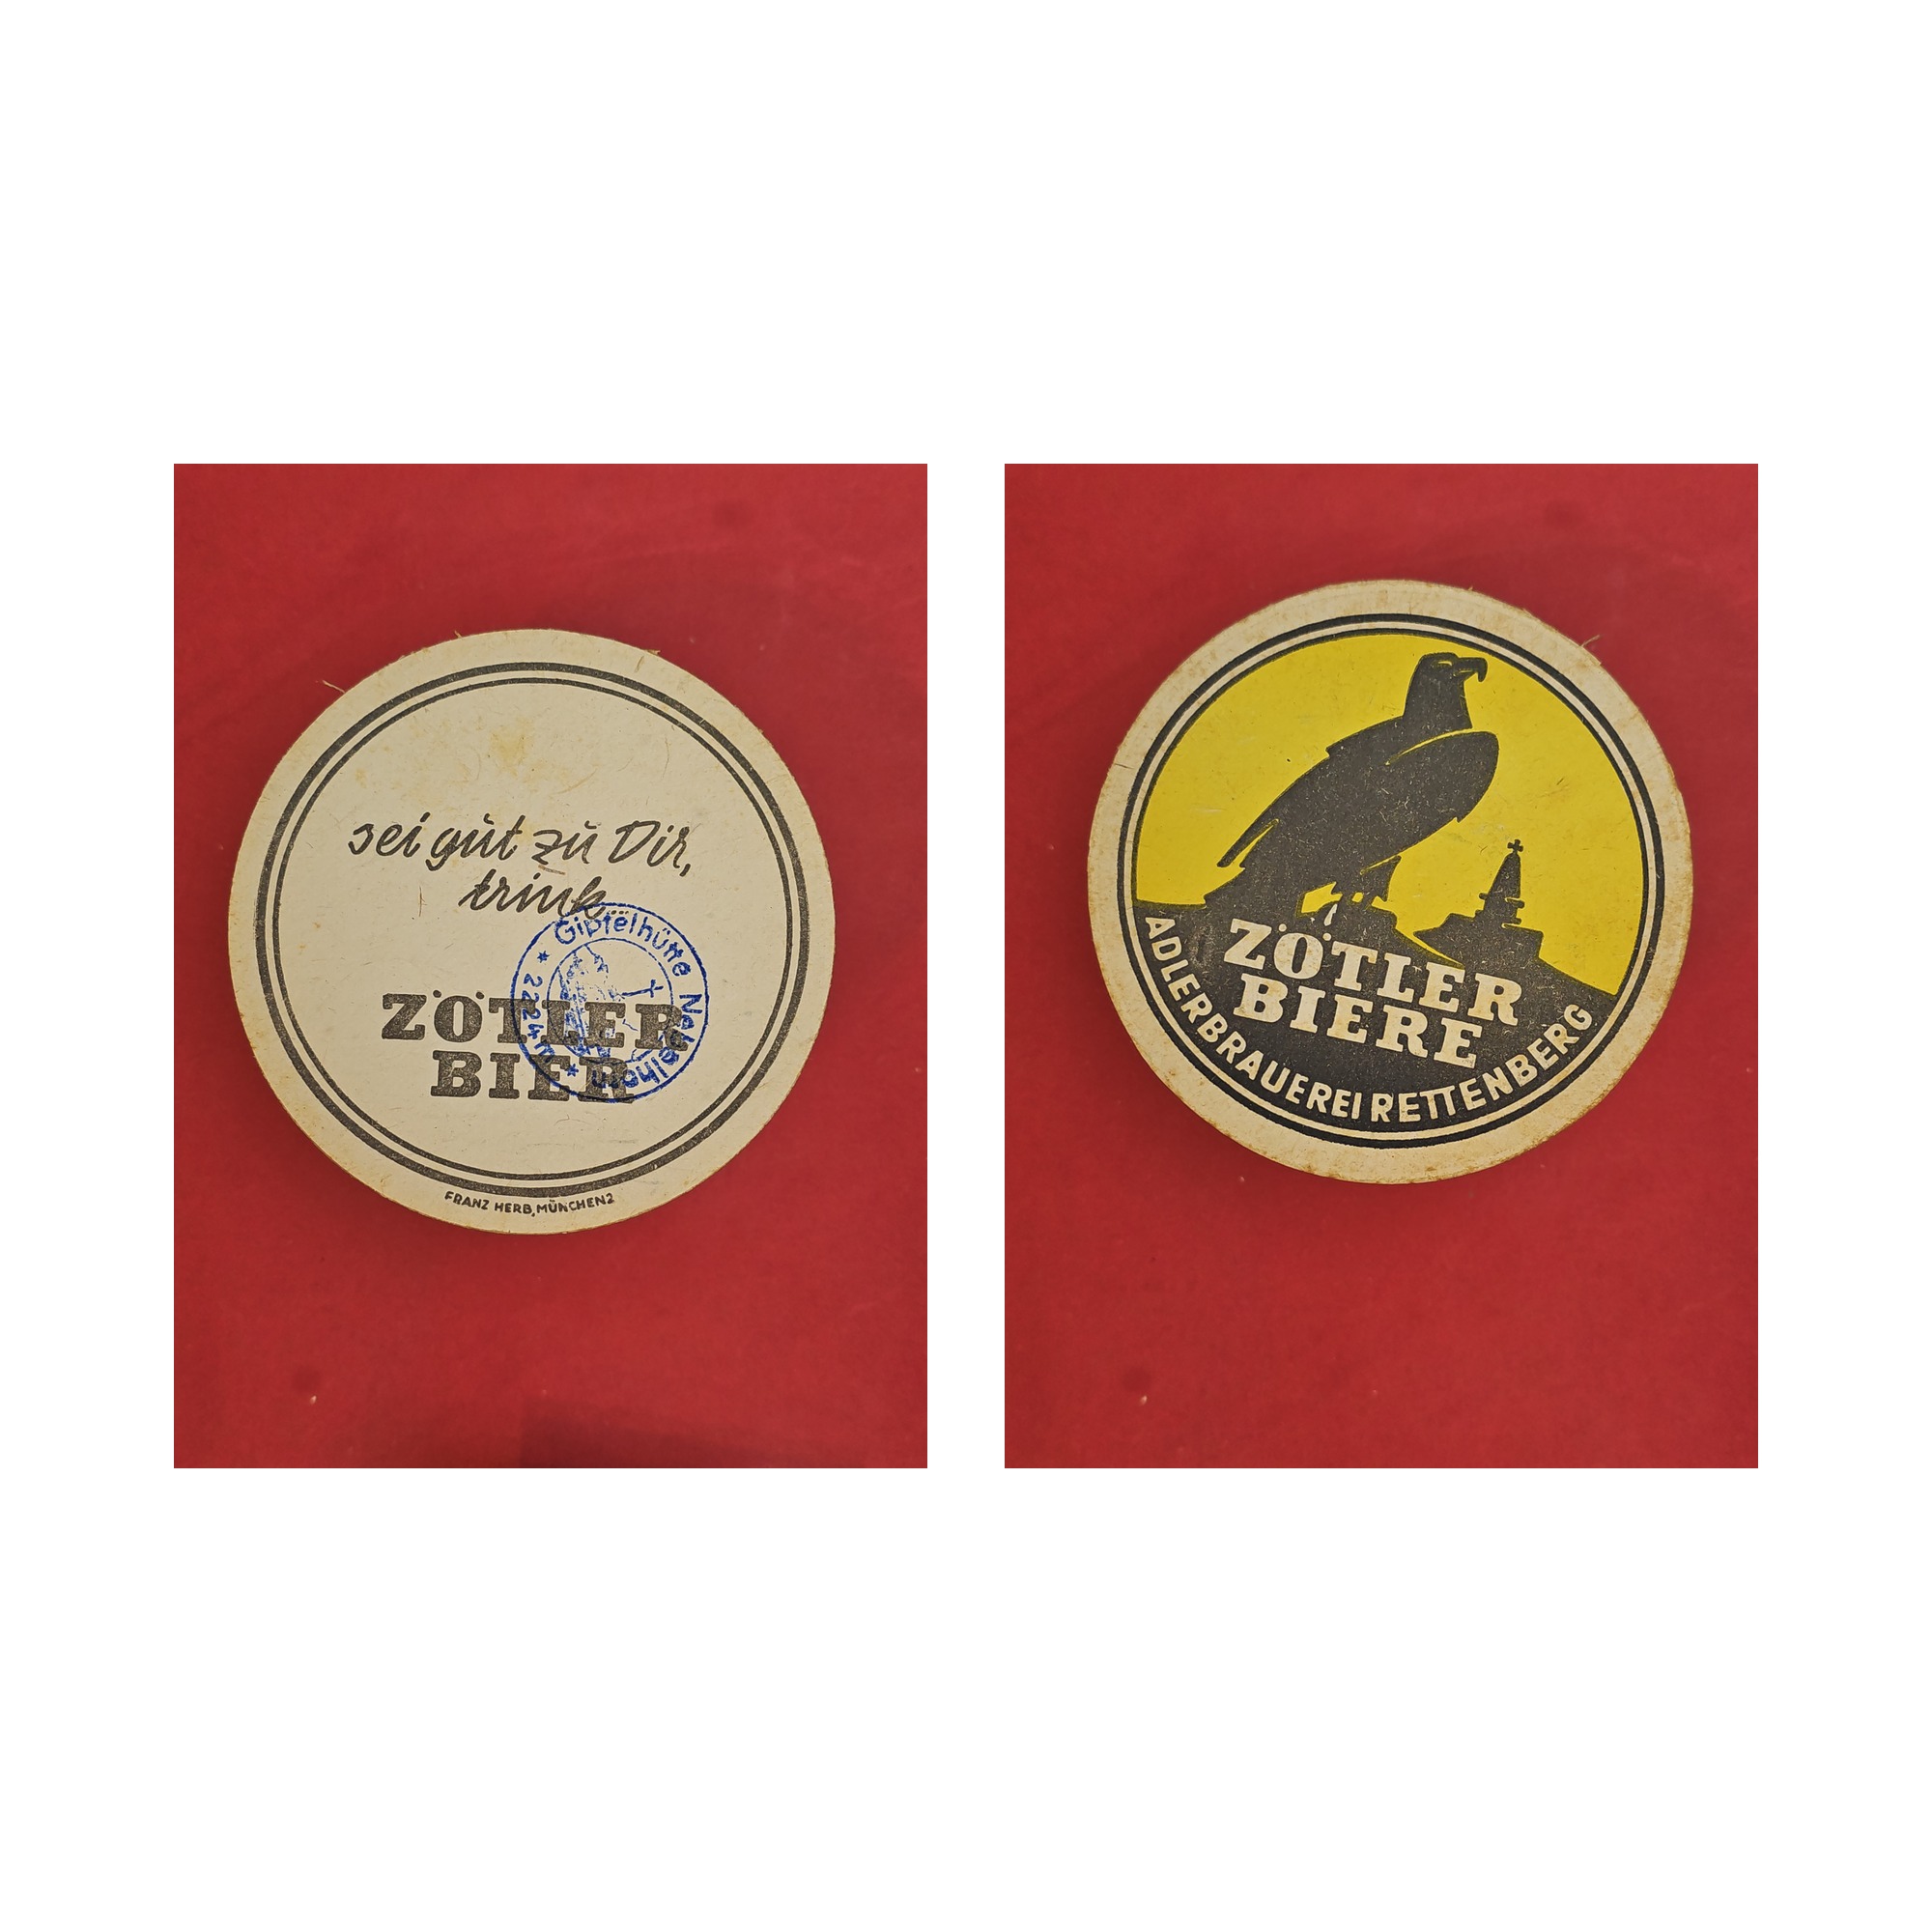 sei gut zu Dir,
trink
ZÖTLER
BIER
Gipfelhütte Nebelhorn
* 2224 m *
FRANZ HERB, MÜNCHEN 2
ZÖTLER
BIERE
ADLERBRAUEREI RETTENBERG